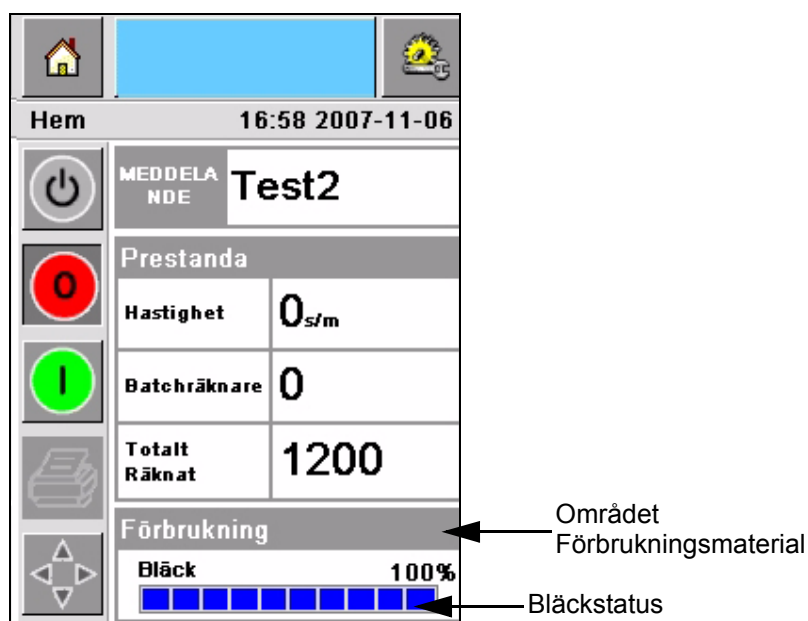 Hem 16:58 2007-11-06
MEDDELA
NDE
Test2
Prestanda
Hastighet 0s/m
Batchräknare 0
Totalt
Räknat
1200
Förbrukning
Bläck 100%
Området
Förbrukningsmaterial
Bläckstatus
O
I